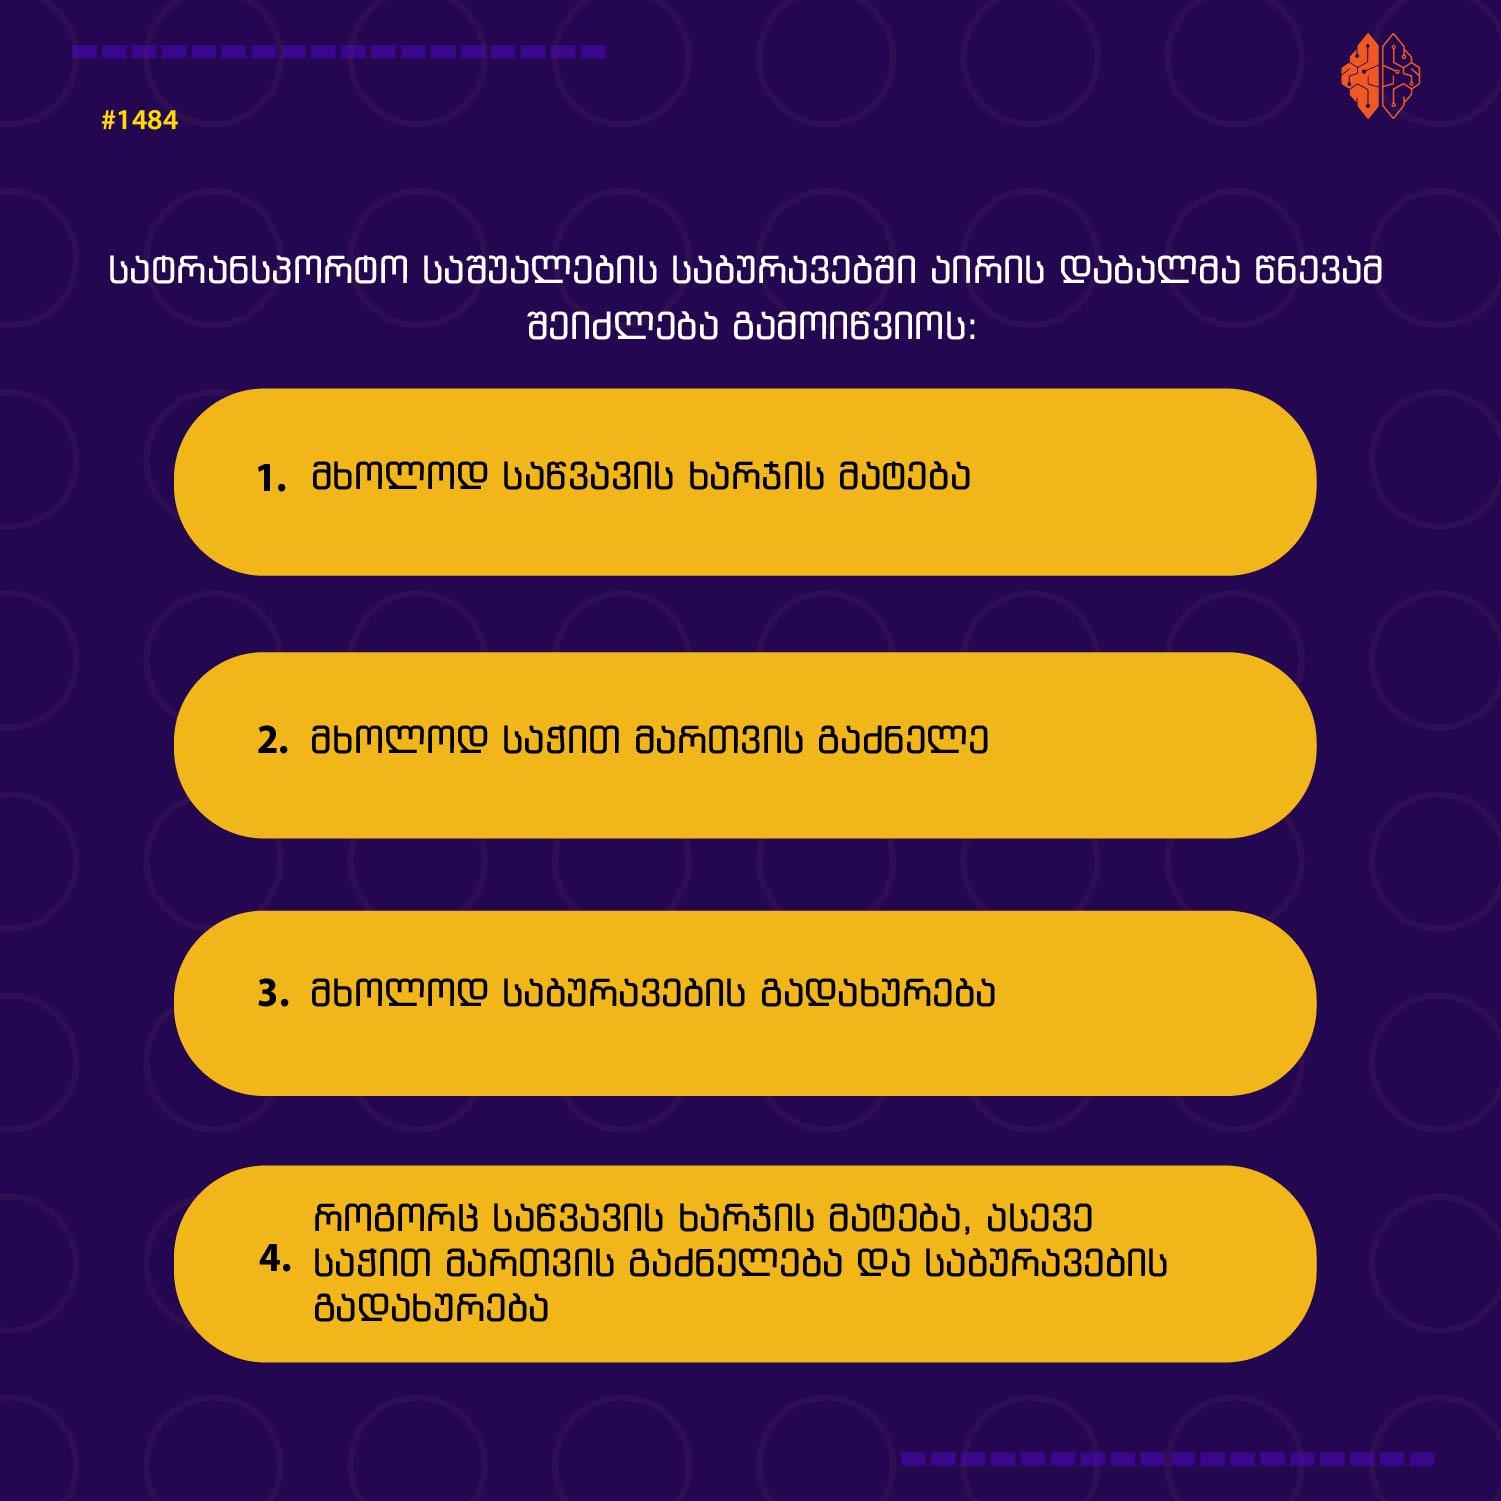 #1484
სატრანსპორტო საშუალების საბურავებში აირის დაბალმა წნევამ
შეიძლება გამოიწვიოს:
1. მხოლოდ საწვავის ხარჯის მატება
2. მხოლოდ საჭით მართვის გაძნელე
3. მხოლოდ საბურავების გადახურება
როგორც საწვავის ხარჯის მატება, ასევე
4. საჭით მართვის გაძნელება და საბურავების
გადახურება